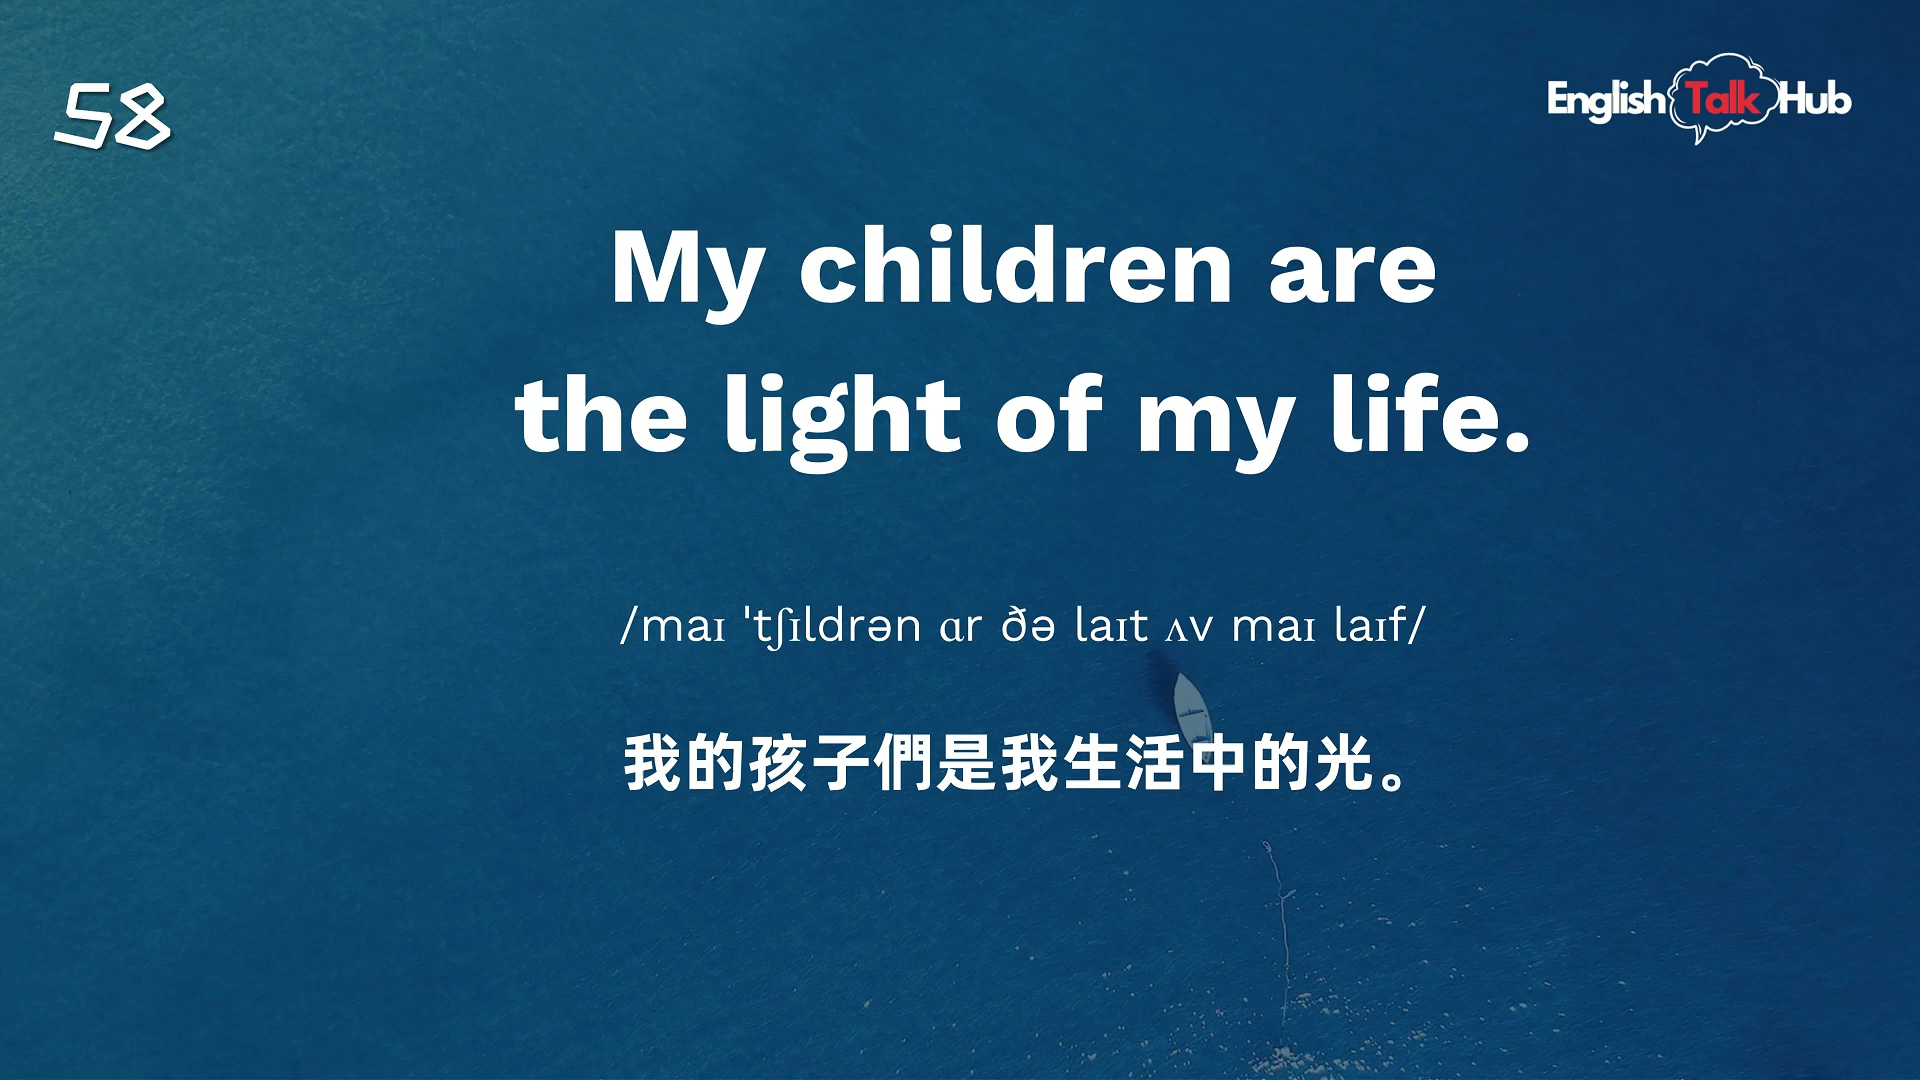 58
English Talk Hub
My children are
the light of my life.
/maɪ 'tʃɪldrən ɑr ðə laɪt ʌv maɪ laɪf/
我的孩子們是我生活中的光。